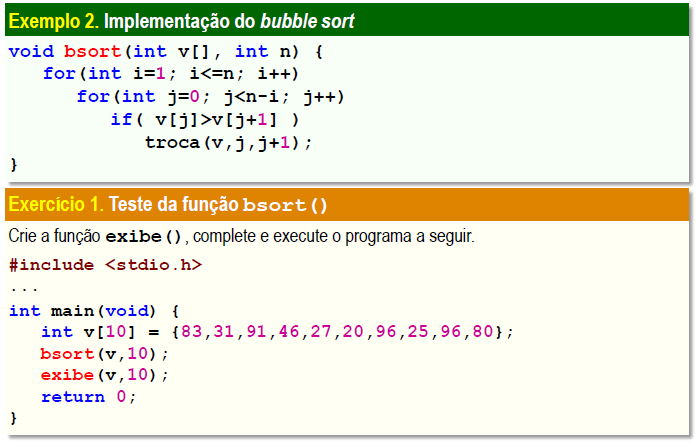 Exemplo 2. Implementação do bubble sort
void bsort(int v[], int n) {
   for(int i=1; i<=n; i++)
      for(int j=0; j<n-i; j++)
         if( v[j]>v[j+1] )
            troca(v,j,j+1);
}
Exercício 1. Teste da função bsort()
Crie a função exibe(), complete e execute o programa a seguir.
#include <stdio.h>
...
int main(void) {
   int v[10] = {83,31,91,46,27,20,96,25,96,80};
   bsort(v,10);
   exibe(v,10);
   return 0;
}